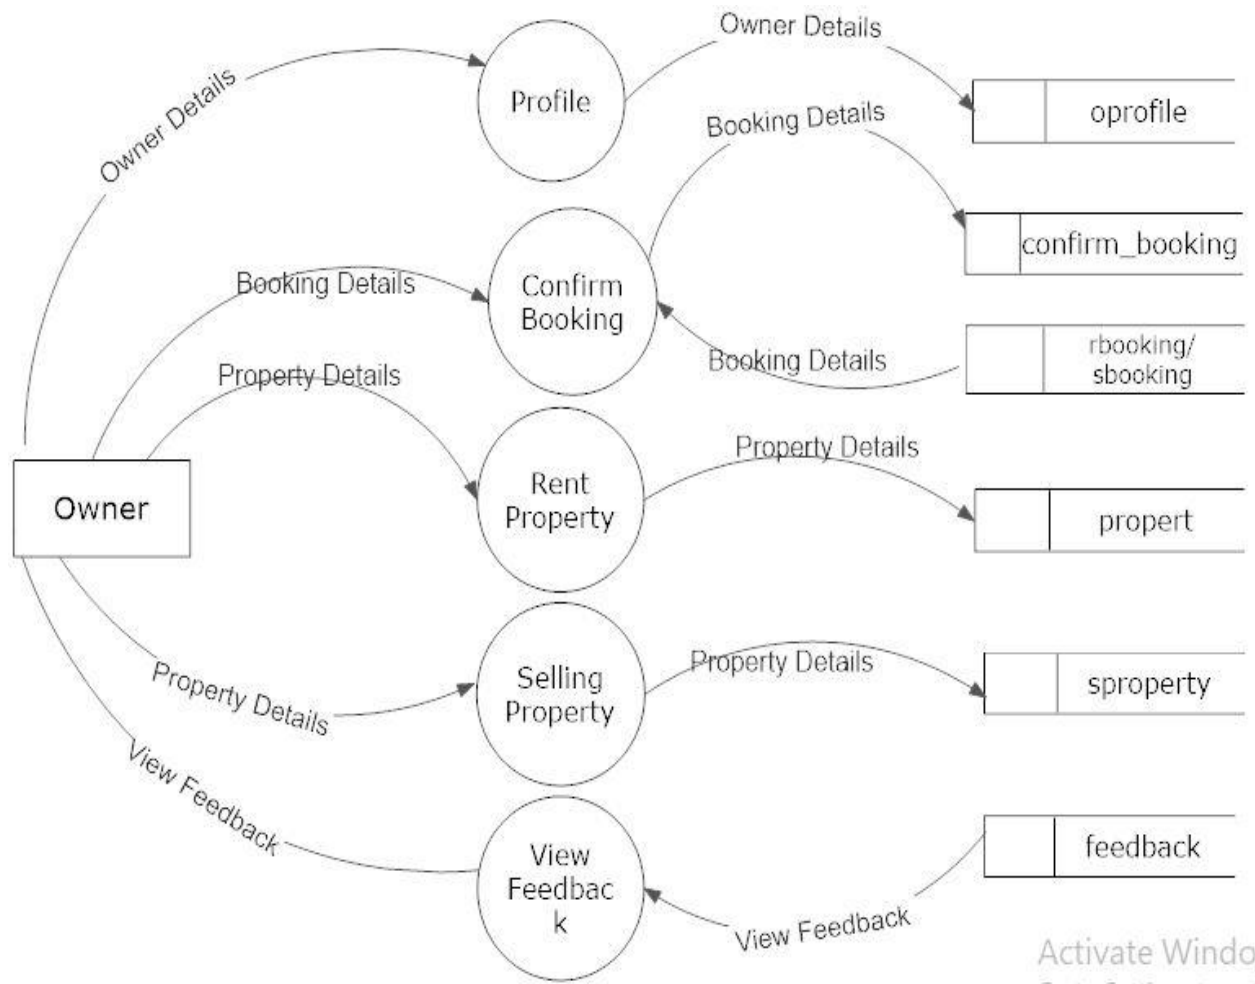 Owner Details
Profile
Owner Details
oprofile
Booking Details
confirm_booking
Booking Details
Confirm
Booking
Booking Details
rbooking/
sbooking
Property Details
Rent
Property
Property Details
propert
Owner
Property Details
Selling
Property
Property Details
sproperty
View Feedback
View
Feedbac
k
View Feedback
feedback
Activate Windo